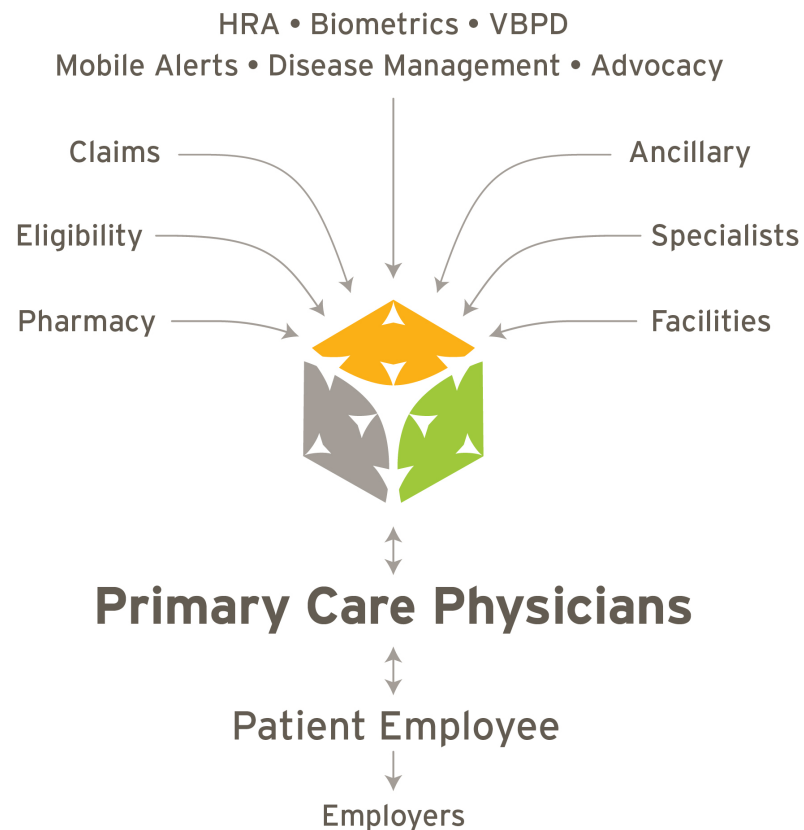 HRA • Biometrics • VBPD
Mobile Alerts • Disease Management • Advocacy
Claims
Ancillary
Eligibility
Specialists
Pharmacy
Facilities
Primary Care Physicians
Patient Employee
Employers